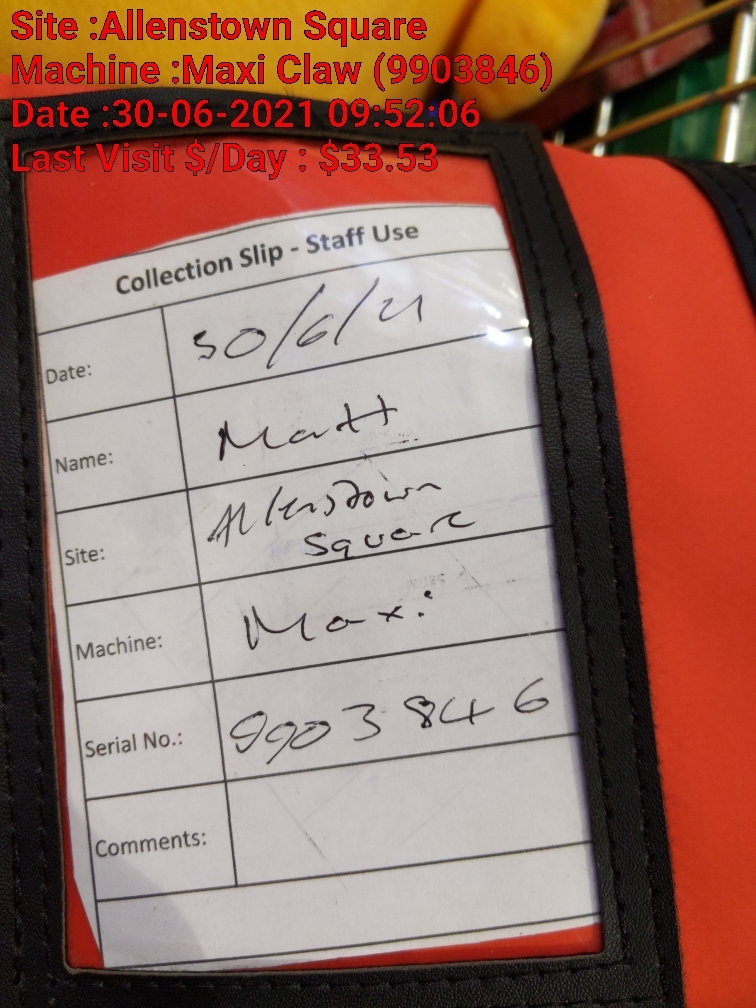 Site :Allenstown Square
Machine :Maxi Claw (9903846)
Date :30-06-2021 09:52:06
Last Visit $/Day : $33.53
Collection Slip - Staff Use
Date: 30/6/21
Name: Matt
Site: Allenstown
Square
Machine: Maxi
Serial No.: 9903846
Comments: